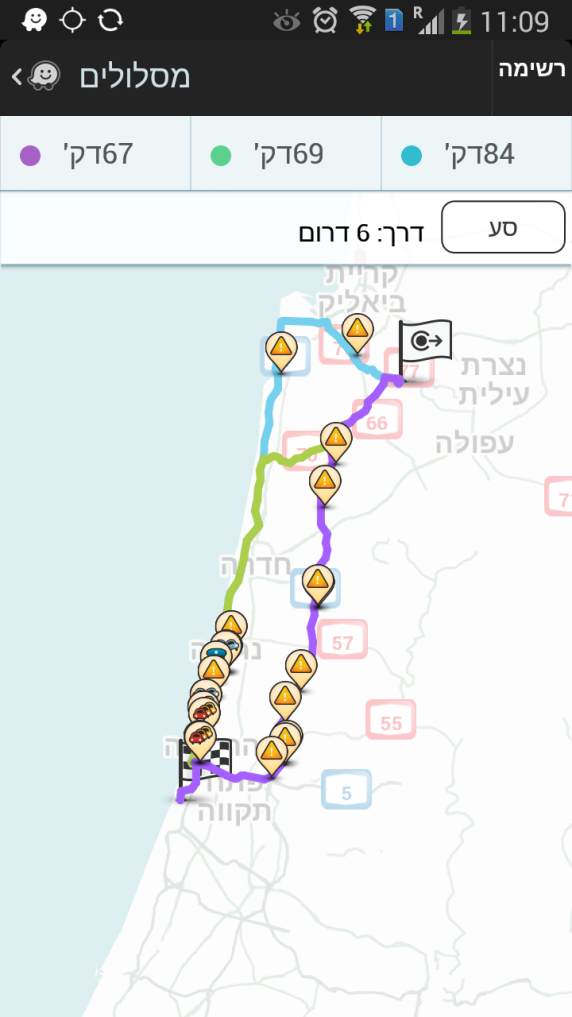 R 1 11:09
רשימה
מסלולים
67דק'
69דק'
84דק'
דרך: 6 דרום
סע
קריית
ביאליק
נצרת
עילית
77
66
עפולה
חדרה
57
55
5
פתח
תקווה